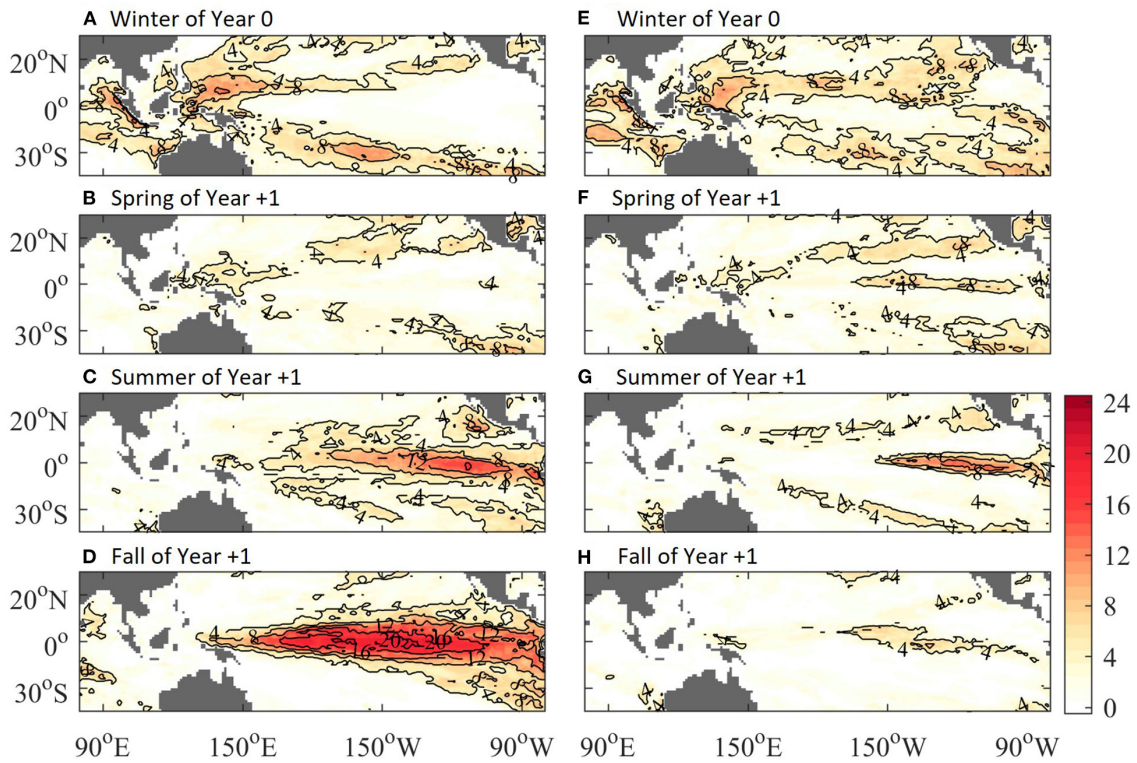 A Winter of Year 0
E Winter of Year 0
20°N
0°
30°S
B Spring of Year +1
F Spring of Year +1
20°N
0°
30°S
C Summer of Year +1
G Summer of Year +1
20°N
0°
30°S
D Fall of Year +1
H Fall of Year +1
20°N
0°
30°S
90°E 150°E 150°W 90°W
90°E 150°E 150°W 90°W
24
20
16
12
8
4
0